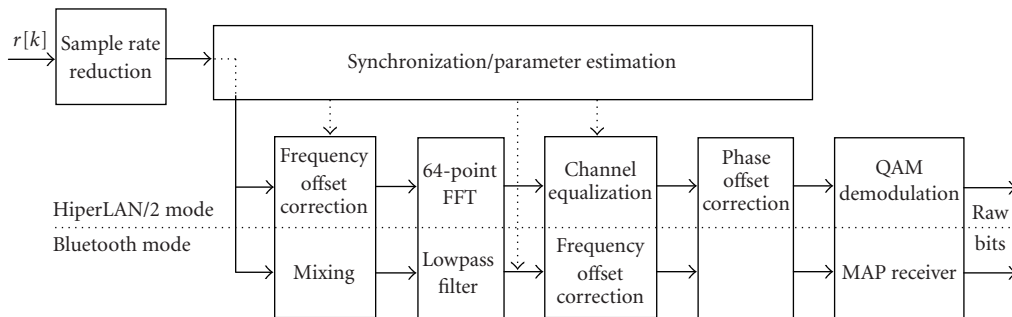 r[k]
Sample rate
reduction
Synchronization/parameter estimation
Frequency
offset
correction
64-point
FFT
Channel
equalization
Phase
offset
correction
QAM
demodulation
HiperLAN/2 mode
Bluetooth mode
Raw
bits
Mixing
Lowpass
filter
Frequency
offset
correction
MAP receiver